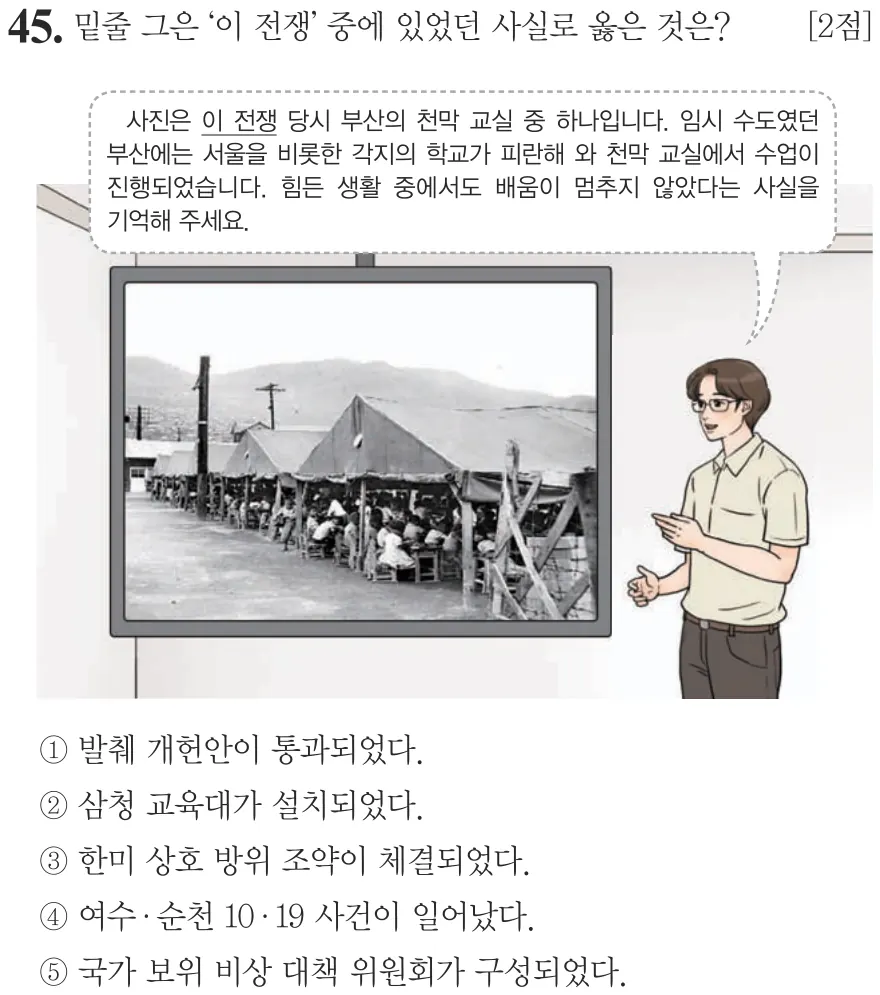 45. 밑줄 그은 ‘이 전쟁’ 중에 있었던 사실로 옳은 것은? [2점]
사진은 이 전쟁 당시 부산의 천막 교실 중 하나입니다. 임시 수도였던
부산에는 서울을 비롯한 각지의 학교가 피란해 와 천막 교실에서 수업이
진행되었습니다. 힘든 생활 중에서도 배움이 멈추지 않았다는 사실을
기억해 주세요.
① 발췌 개헌안이 통과되었다.
② 삼청 교육대가 설치되었다.
③ 한미 상호 방위 조약이 체결되었다.
④ 여수·순천 10·19 사건이 일어났다.
⑤ 국가 보위 비상 대책 위원회가 구성되었다.